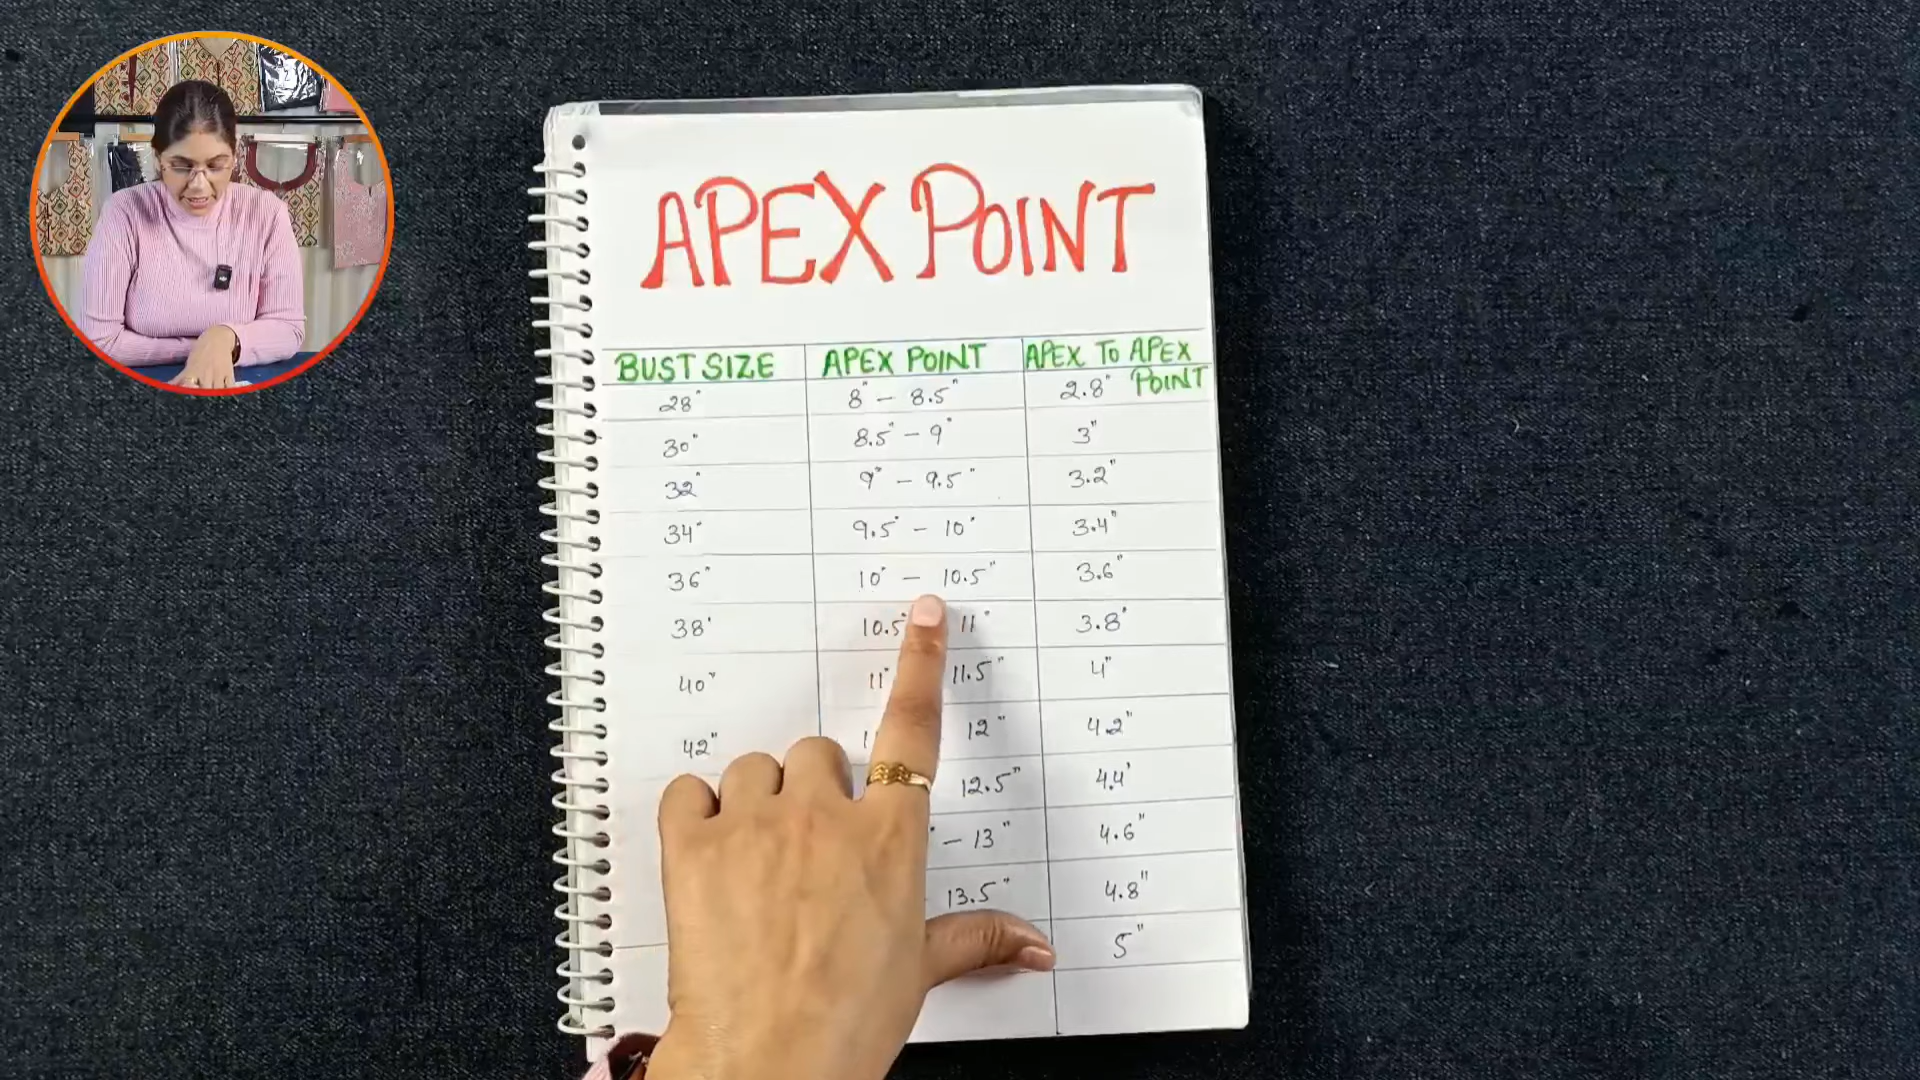 APEX POINT
BUST SIZE APEX POINT APEX TO APEX POINT
28" 8" – 8.5" 2.8"
30" 8.5" – 9" 3"
32" 9" – 9.5" 3.2"
34" 9.5" – 10" 3.4"
36" 10" – 10.5" 3.6"
38" 10.5" 11" 3.8"
40" 11" 11.5" 4"
42" 12" 4.2"
12.5" 4.4"
– 13" 4.6"
13.5" 4.8"
5"